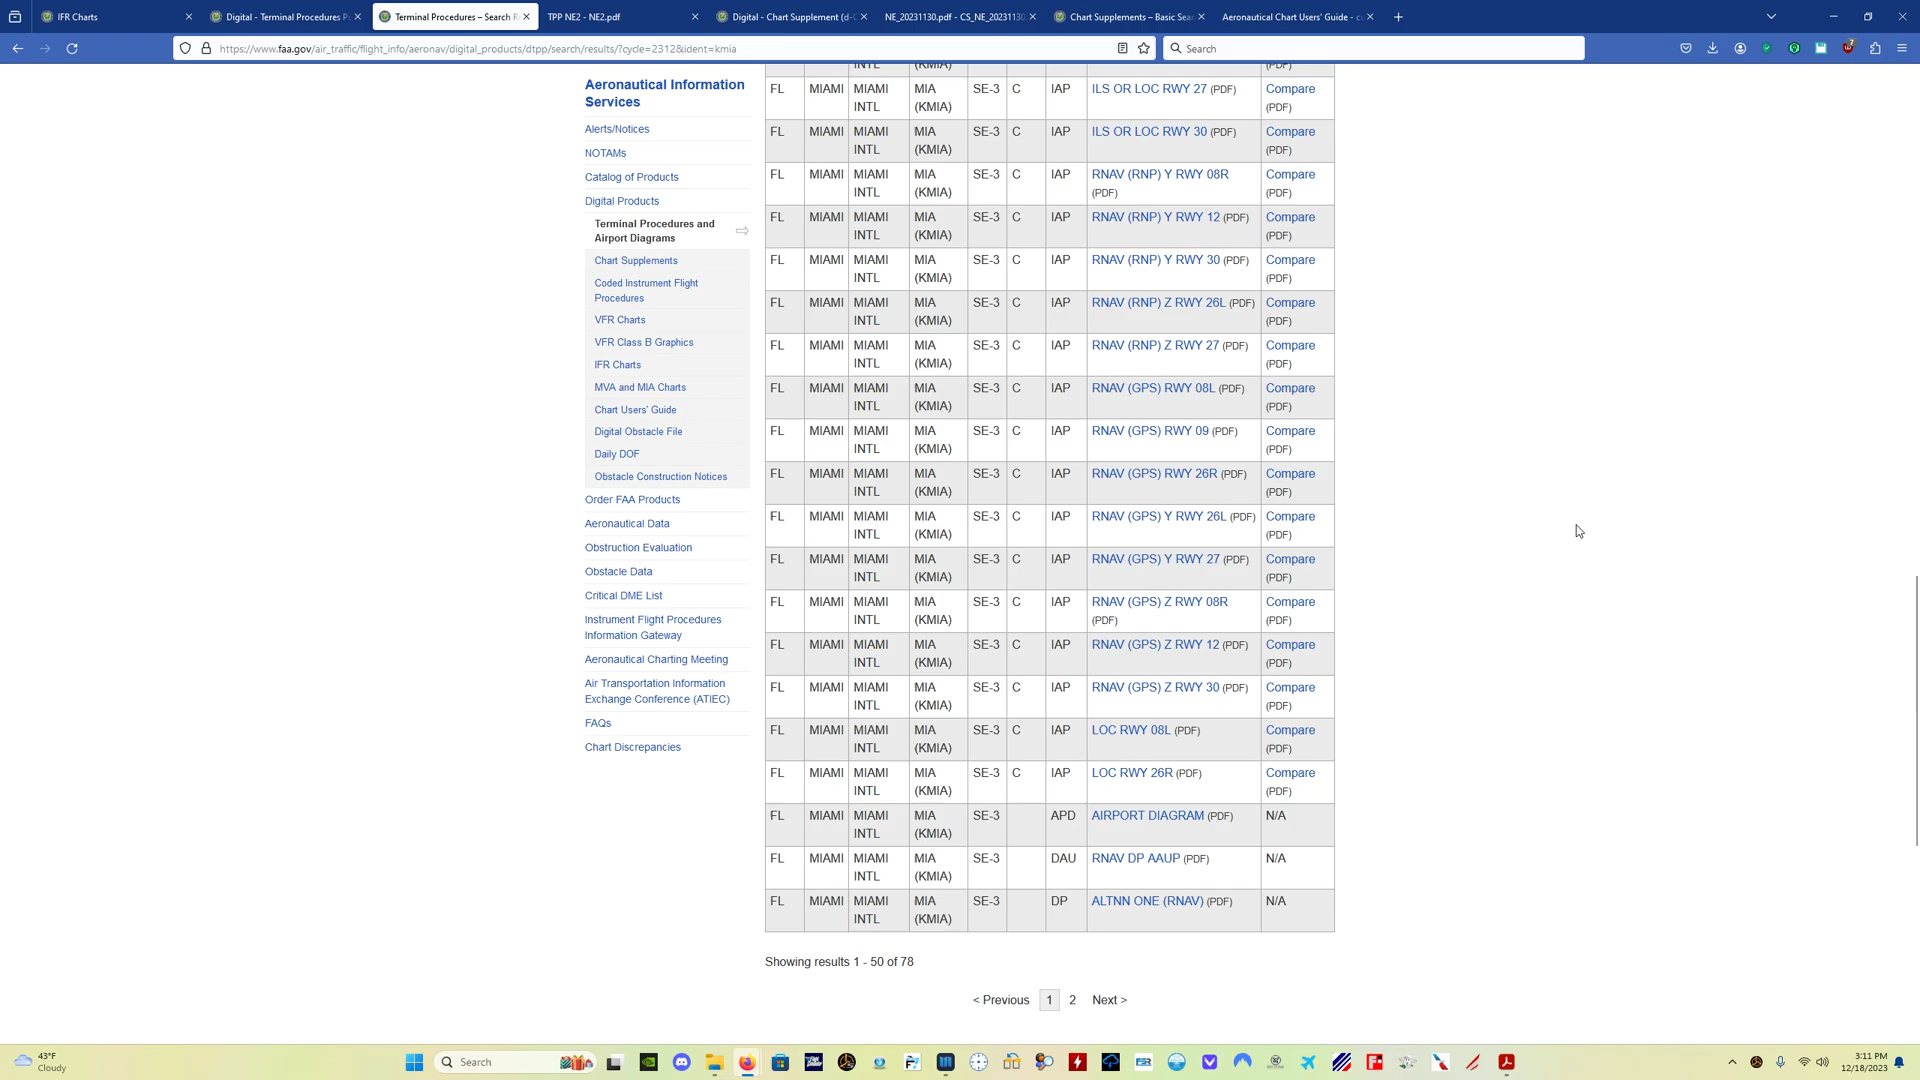 IFR Charts
Digital - Terminal Procedures P
Terminal Procedures – Search R
TPP NE2 - NE2.pdf
Digital - Chart Supplement (d-C
NE_20231130.pdf - CS_NE_20231130
Chart Supplements – Basic Sea
Aeronautical Chart Users' Guide - c
https://www.faa.gov/air_traffic/flight_info/aeronav/digital_products/dtpp/search/results/?cycle=2312&ident=kmia
Search
7
Aeronautical Information
Services
Alerts/Notices
NOTAMs
Catalog of Products
Digital Products
Terminal Procedures and
Airport Diagrams
Chart Supplements
Coded Instrument Flight
Procedures
VFR Charts
VFR Class B Graphics
IFR Charts
MVA and MIA Charts
Chart Users' Guide
Digital Obstacle File
Daily DOF
Obstacle Construction Notices
Order FAA Products
Aeronautical Data
Obstruction Evaluation
Obstacle Data
Critical DME List
Instrument Flight Procedures
Information Gateway
Aeronautical Charting Meeting
Air Transportation Information
Exchange Conference (ATIEC)
FAQs
Chart Discrepancies
INTL (KMIA) (PDF)
FL MIAMI MIAMI MIA SE-3 C IAP ILS OR LOC RWY 27 (PDF) Compare
INTL (KMIA) (PDF)
FL MIAMI MIAMI MIA SE-3 C IAP ILS OR LOC RWY 30 (PDF) Compare
INTL (KMIA) (PDF)
FL MIAMI MIAMI MIA SE-3 C IAP RNAV (RNP) Y RWY 08R Compare
INTL (KMIA) (PDF) (PDF)
FL MIAMI MIAMI MIA SE-3 C IAP RNAV (RNP) Y RWY 12 (PDF) Compare
INTL (KMIA) (PDF)
FL MIAMI MIAMI MIA SE-3 C IAP RNAV (RNP) Y RWY 30 (PDF) Compare
INTL (KMIA) (PDF)
FL MIAMI MIAMI MIA SE-3 C IAP RNAV (RNP) Z RWY 26L (PDF) Compare
INTL (KMIA) (PDF)
FL MIAMI MIAMI MIA SE-3 C IAP RNAV (RNP) Z RWY 27 (PDF) Compare
INTL (KMIA) (PDF)
FL MIAMI MIAMI MIA SE-3 C IAP RNAV (GPS) RWY 08L (PDF) Compare
INTL (KMIA) (PDF)
FL MIAMI MIAMI MIA SE-3 C IAP RNAV (GPS) RWY 09 (PDF) Compare
INTL (KMIA) (PDF)
FL MIAMI MIAMI MIA SE-3 C IAP RNAV (GPS) RWY 26R (PDF) Compare
INTL (KMIA) (PDF)
FL MIAMI MIAMI MIA SE-3 C IAP RNAV (GPS) Y RWY 26L (PDF) Compare
INTL (KMIA) (PDF)
FL MIAMI MIAMI MIA SE-3 C IAP RNAV (GPS) Y RWY 27 (PDF) Compare
INTL (KMIA) (PDF)
FL MIAMI MIAMI MIA SE-3 C IAP RNAV (GPS) Z RWY 08R Compare
INTL (KMIA) (PDF) (PDF)
FL MIAMI MIAMI MIA SE-3 C IAP RNAV (GPS) Z RWY 12 (PDF) Compare
INTL (KMIA) (PDF)
FL MIAMI MIAMI MIA SE-3 C IAP RNAV (GPS) Z RWY 30 (PDF) Compare
INTL (KMIA) (PDF)
FL MIAMI MIAMI MIA SE-3 C IAP LOC RWY 08L (PDF) Compare
INTL (KMIA) (PDF)
FL MIAMI MIAMI MIA SE-3 C IAP LOC RWY 26R (PDF) Compare
INTL (KMIA) (PDF)
FL MIAMI MIAMI MIA SE-3 APD AIRPORT DIAGRAM (PDF) N/A
INTL (KMIA)
FL MIAMI MIAMI MIA SE-3 DAU RNAV DP AAUP (PDF) N/A
INTL (KMIA)
FL MIAMI MIAMI MIA SE-3 DP ALTNN ONE (RNAV) (PDF) N/A
INTL (KMIA)
Showing results 1 - 50 of 78
< Previous 1 2 Next >
43°F
Cloudy
Search
FSR
3:11 PM
12/18/2023